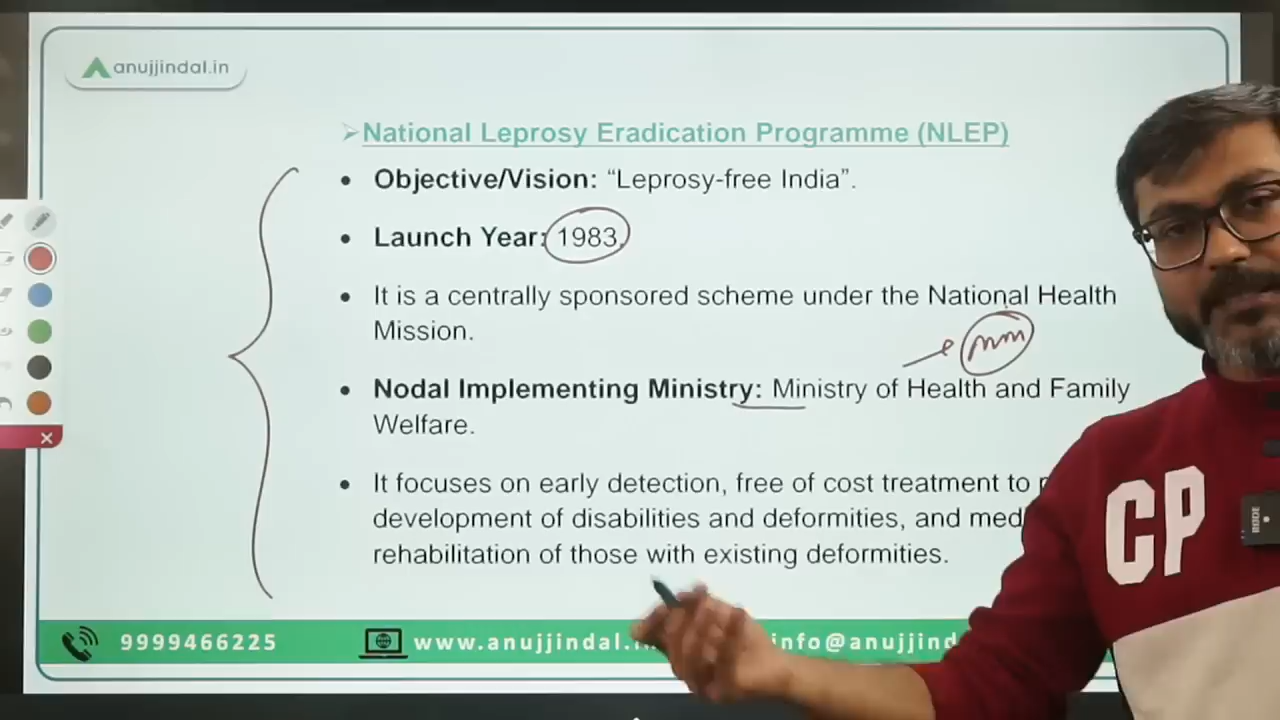 anujjindal.in
➢National Leprosy Eradication Programme (NLEP)
• Objective/Vision: “Leprosy-free India”.
• Launch Year: 1983.
• It is a centrally sponsored scheme under the National Health
Mission.
• Nodal Implementing Ministry: Ministry of Health and Family
Welfare.
• It focuses on early detection, free of cost treatment to
development of disabilities and deformities, and
rehabilitation of those with existing deformities.
CP
RODE
9999466225
www.anujjindal.